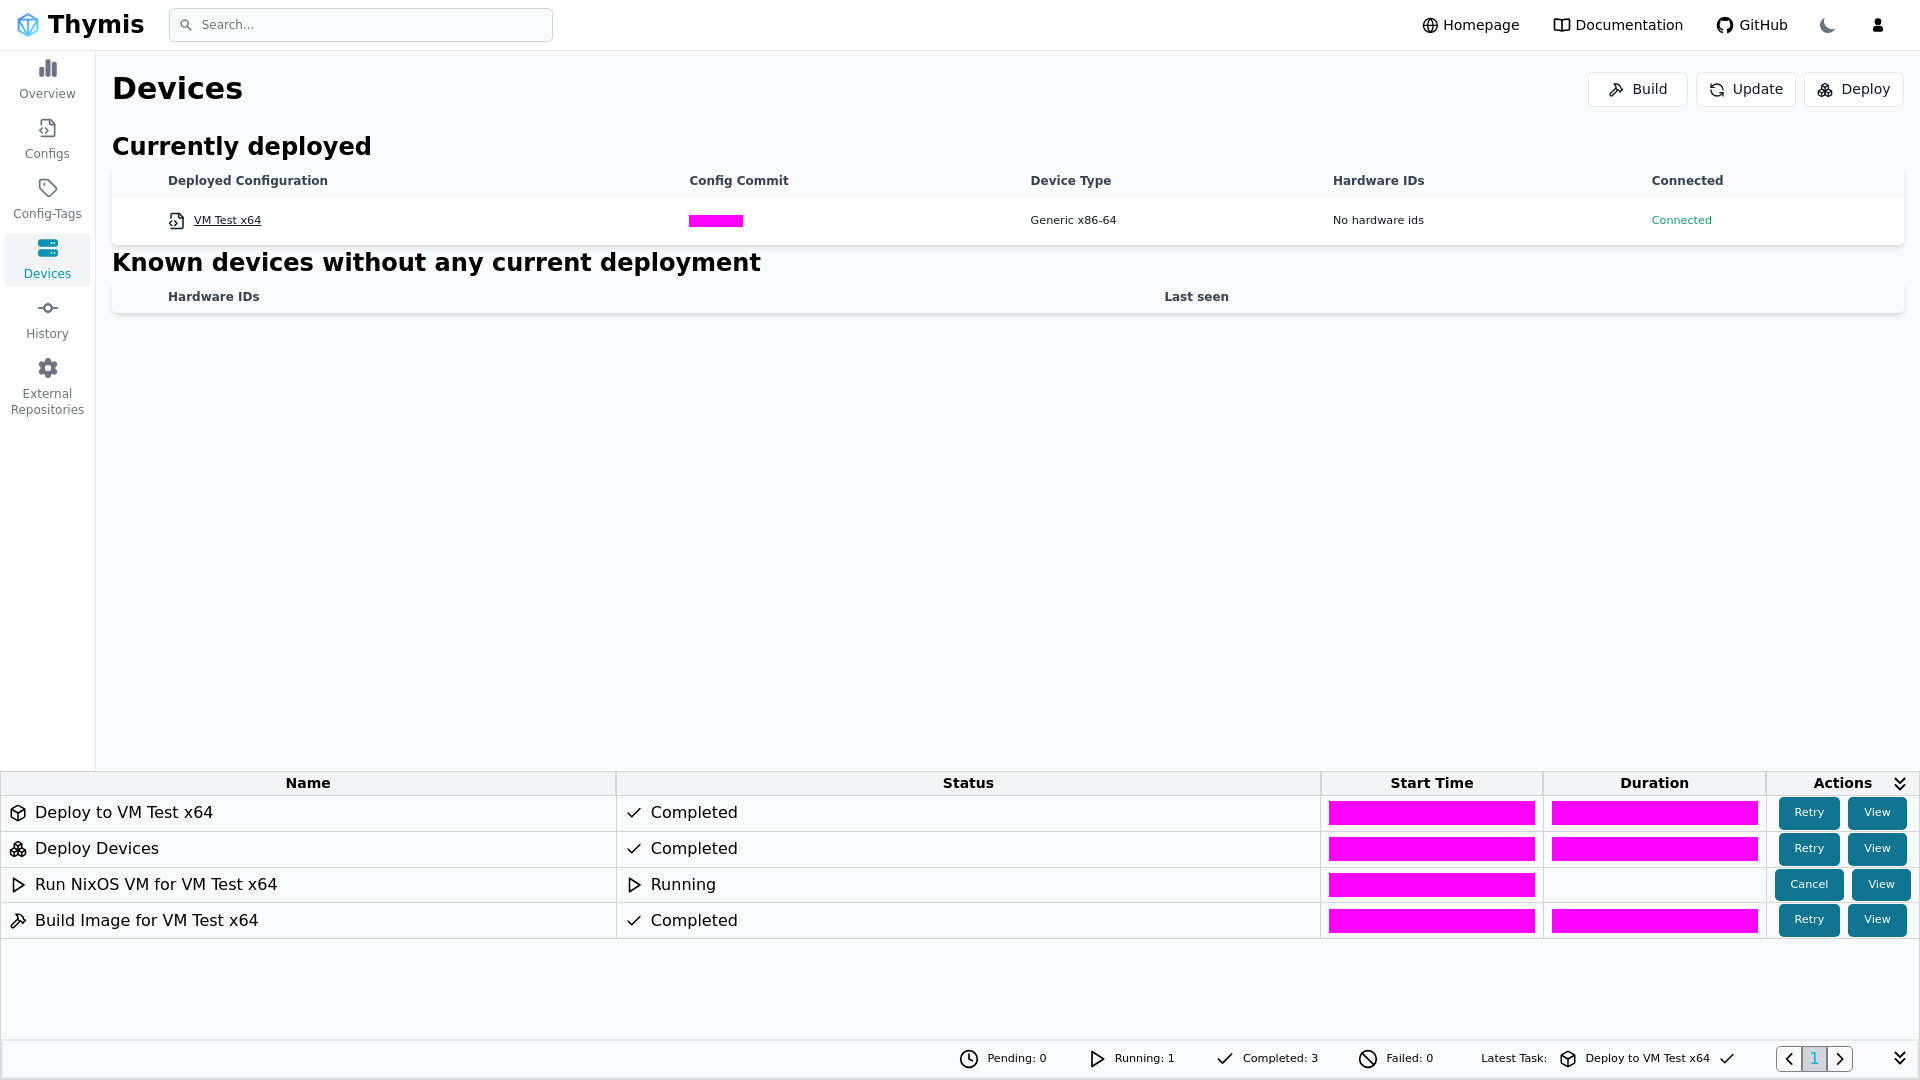 Thymis
Search...
Homepage
Documentation
GitHub
Overview
Configs
Config-Tags
Devices
History
External
Repositories
Devices
Build
Update
Deploy
Currently deployed
Deployed Configuration Config Commit Device Type Hardware IDs Connected
VM Test x64 Generic x86-64 No hardware ids Connected
Known devices without any current deployment
Hardware IDs Last seen
Name Status Start Time Duration Actions
Deploy to VM Test x64 Completed Retry View
Deploy Devices Completed Retry View
Run NixOS VM for VM Test x64 Running Cancel View
Build Image for VM Test x64 Completed Retry View
Pending: 0 Running: 1 Completed: 3 Failed: 0 Latest Task: Deploy to VM Test x64 1